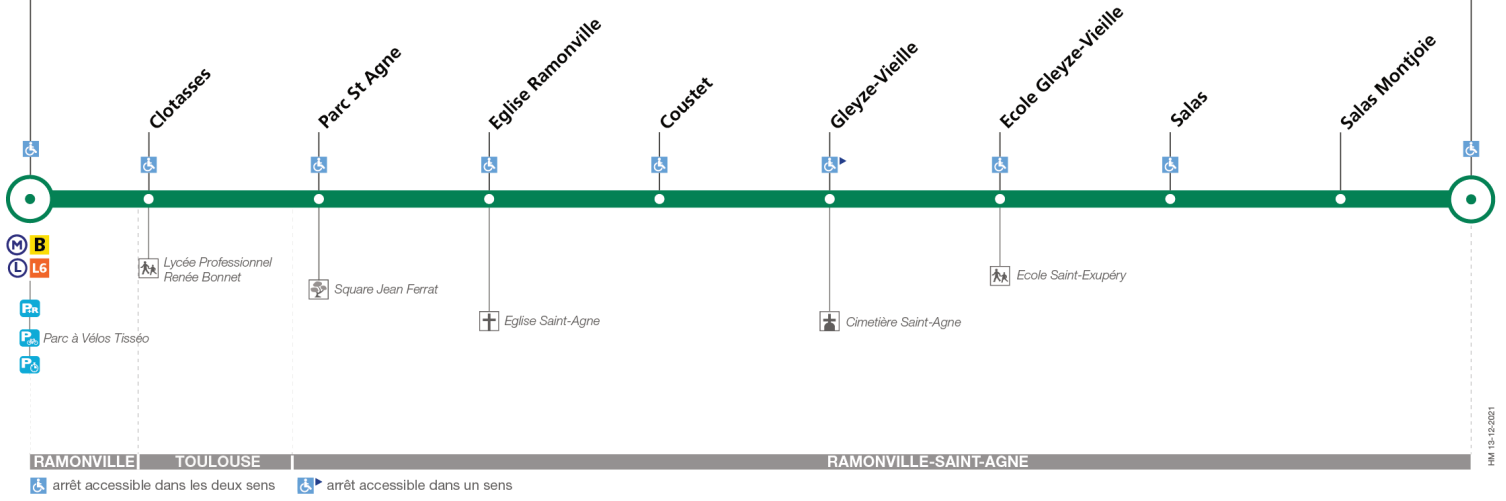 Clotasses
Parc St Agne
Eglise Ramonville
Coustet
Gleyze-Vieille
Ecole Gleyze-Vieille
Salas
Salas Montjoie
M B
L L6
P+R
Parc à Vélos Tisséo
P
P
Lycée Professionnel
Renée Bonnet
Square Jean Ferrat
Eglise Saint-Agne
Cimetière Saint-Agne
Ecole Saint-Exupéry
HM 13-12-2021
RAMONVILLE TOULOUSE RAMONVILLE-SAINT-AGNE
arrêt accessible dans les deux sens arrêt accessible dans un sens